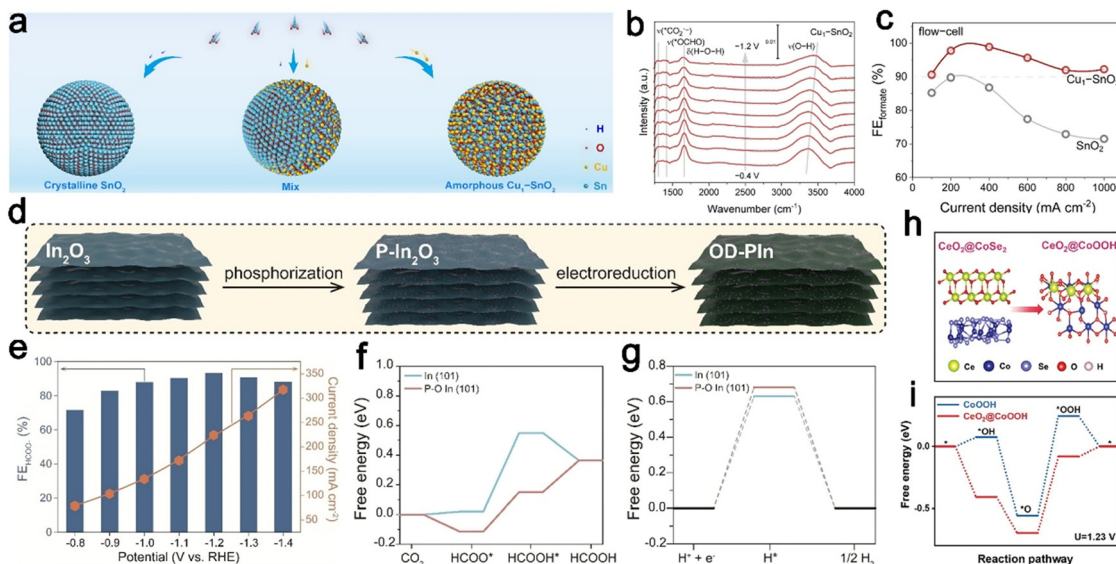 a
H
O
Cu
Sn
Crystalline SnO₂
Mix
Amorphous Cu₁−SnO₂
b
ν(*CO₂˙⁻)
ν(*OCHO)
δ(H−O−H)
−1.2 V
0.01
Cu₁−SnO₂
ν(O−H)
−0.4 V
Intensity (a.u.)
1500 2000 2500 3000 3500 4000
Wavenumber (cm⁻¹)
c
flow−cell
100
90
80
70
60
FE formate (%)
Cu₁−SnO₂
SnO₂
0 200 400 600 800 1000
Current density (mA cm⁻²)
d
In₂O₃
phosphorization
P-In₂O₃
electroreduction
OD-PIn
e
100
80
60
40
20
0
FE HCOO- (%)
350
300
250
200
150
100
50
Current density (mA cm⁻²)
-0.8 -0.9 -1.0 -1.1 -1.2 -1.3 -1.4
Potential (V vs. RHE)
f
In (101)
P-O In (101)
1.0
0.8
0.6
0.4
0.2
0.0
-0.2
Free energy (eV)
CO₂ HCOO* HCOOH* HCOOH
g
In (101)
P-O In (101)
0.8
0.6
0.4
0.2
0.0
Free energy (eV)
H⁺ + e⁻ H* 1/2 H₂
h
CeO₂@CoSe₂
CeO₂@CoOOH
Ce Co Se O H
i
CoOOH
CeO₂@CoOOH
*OOH
*OH
*
*
*O
0.0
-0.5
Free energy (eV)
U=1.23 V
Reaction pathway